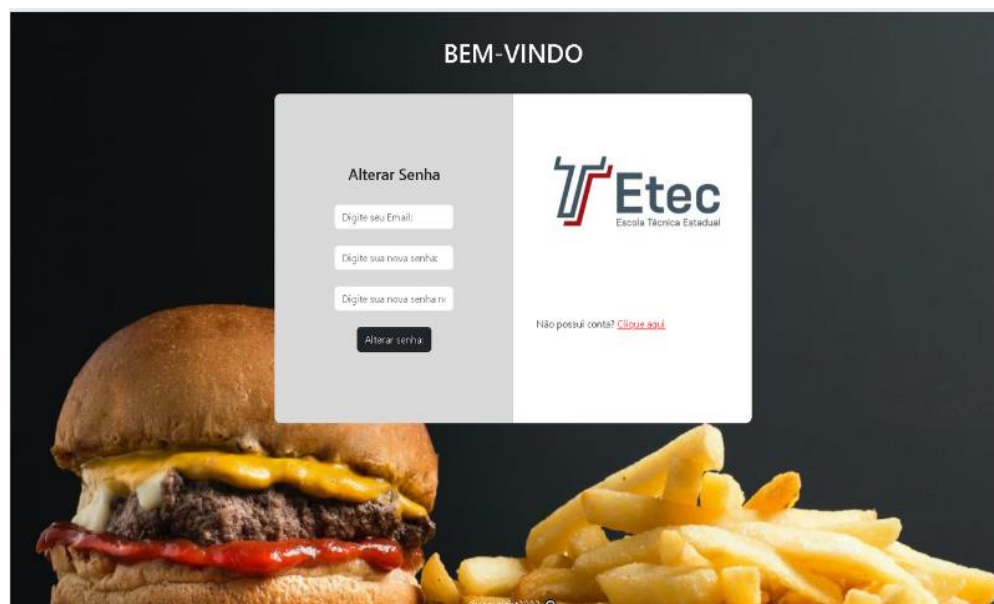 BEM-VINDO
Alterar Senha
Digite seu Email:
Digite sua nova senha:
Digite sua nova senha n
Alterar senha:
Etec
Escola Técnica Estadual
Não possui conta? Clique aqui